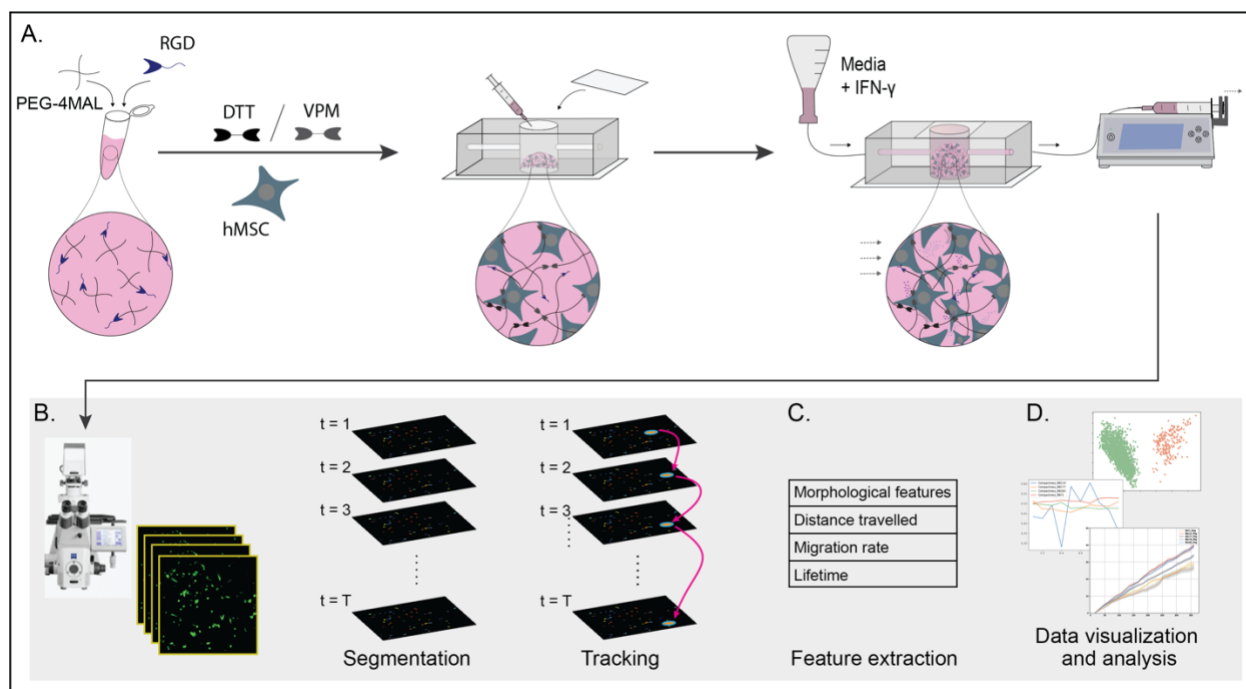 A.
RGD
PEG-4MAL
DTT / VPM
hMSC
Media
+ IFN-γ
B.
t = 1
t = 2
t = 3
t = T
Segmentation
t = 1
t = 2
t = 3
t = T
Tracking
C.
Morphological features
Distance travelled
Migration rate
Lifetime
Feature extraction
D.
Data visualization
and analysis